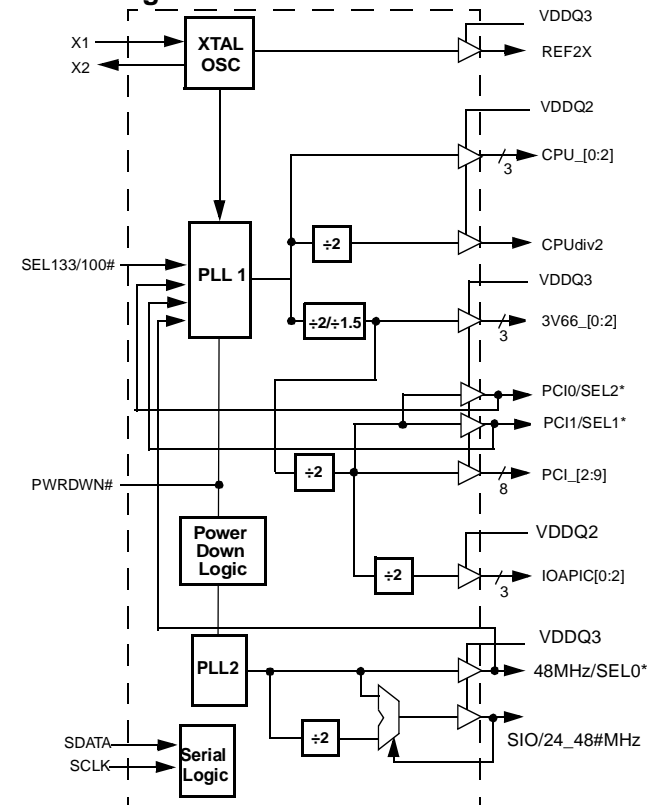 VDDQ3
X1
XTAL
OSC
REF2X
X2
VDDQ2
CPU_[0:2]
3
÷2
CPUdiv2
SEL133/100#
PLL 1
VDDQ3
÷2/÷1.5
3V66_[0:2]
3
PCI0/SEL2*
PCI1/SEL1*
÷2
PCI_[2:9]
8
PWRDWN#
Power
Down
Logic
VDDQ2
÷2
IOAPIC[0:2]
3
VDDQ3
PLL2
48MHz/SEL0*
÷2
SIO/24_48#MHz
SDATA
SCLK
Serial
Logic